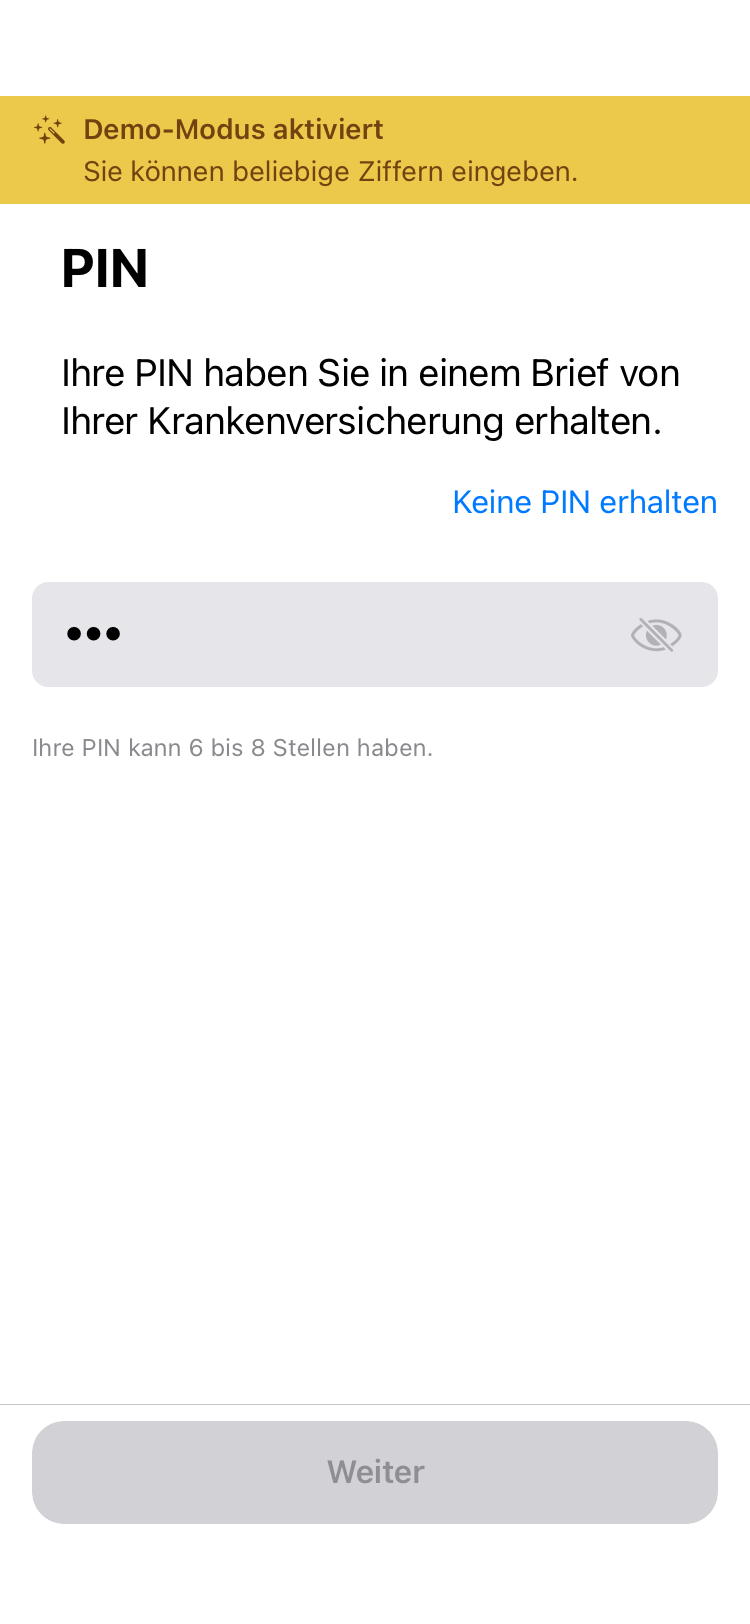 Demo-Modus aktiviert
Sie können beliebige Ziffern eingeben.
PIN
Ihre PIN haben Sie in einem Brief von
Ihrer Krankenversicherung erhalten.
Keine PIN erhalten
•••
Ihre PIN kann 6 bis 8 Stellen haben.
Weiter